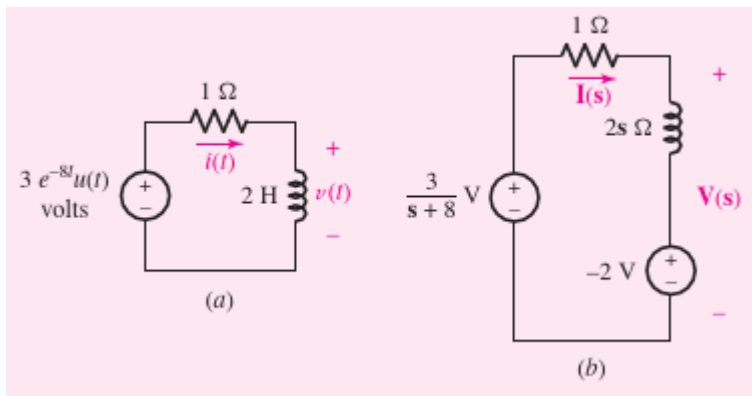 1 Ω
i(t)
3 e^{-8t}u(t)
volts
+
−
2 H
+
v(t)
−
(a)
1 Ω
I(s)
+
2s Ω
3
s + 8
V
+
−
V(s)
−2 V
+
−
−
(b)